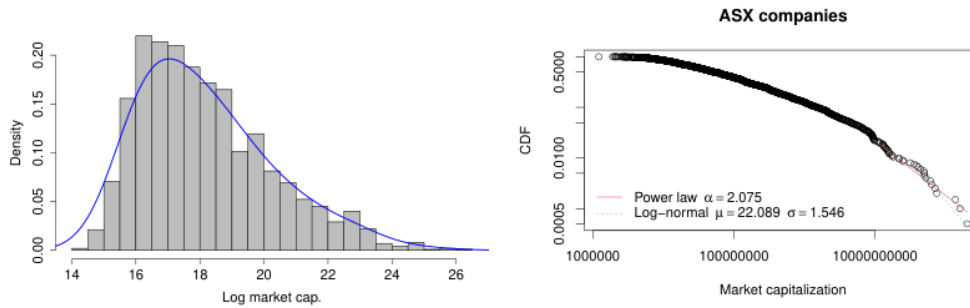 ASX companies
0.20
0.15
0.10
0.05
0.00
Density
14 16 18 20 22 24 26
Log market cap.
0.5000
0.0100
0.0005
CDF
Power law α = 2.075
Log−normal μ = 22.089 σ = 1.546
1000000 1000000000 10000000000
Market capitalization